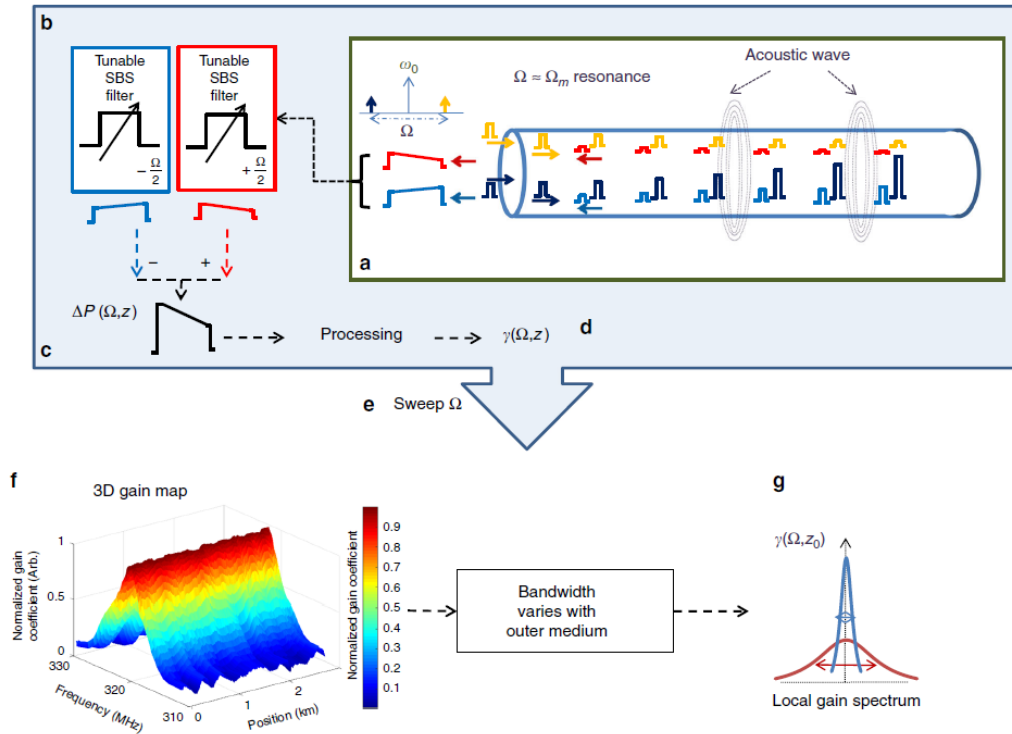 b
Tunable
SBS
filter
− Ω/2
Tunable
SBS
filter
+ Ω/2
− +
ΔP (Ω,z)
c
Processing
γ(Ω,z)
d
ω0
Ω
Ω ≈ Ωm resonance
Acoustic wave
a
e Sweep Ω
f
3D gain map
Normalized gain
coefficient (Arb.)
1
0.5
0
330
320
310
Frequency (MHz)
0
1
2
Position (km)
Normalized gain coefficient
0.9
0.8
0.7
0.6
0.5
0.4
0.3
0.2
0.1
Bandwidth
varies with
outer medium
g
γ(Ω,z0)
Local gain spectrum